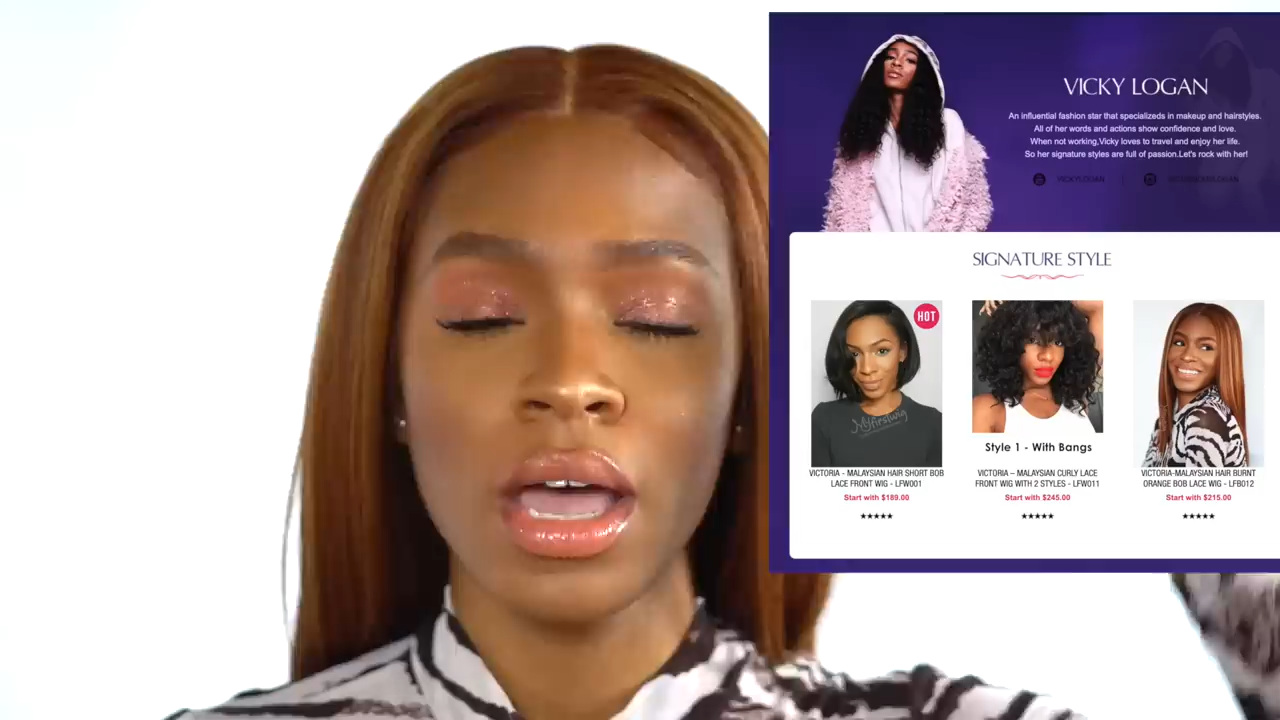 VICKY LOGAN
An influential fashion star that specializeds in makeup and hairstyles.
All of her words and actions show confidence and love.
When not working,Vicky loves to travel and enjoy her life.
So her signature styles are full of passion.Let's rock with her!
VICKYLOGAN
SIGNATURE STYLE
HOT
Myfirstwig
Style 1 - With Bangs
VICTORIA - MALAYSIAN HAIR SHORT BOB
LACE FRONT WIG - LFW001
Start with $189.00
★★★★★
VICTORIA – MALAYSIAN CURLY LACE
FRONT WIG WITH 2 STYLES - LFW011
Start with $245.00
★★★★★
VICTORIA-MALAYSIAN HAIR BURNT
ORANGE BOB LACE WIG - LFB012
Start with $215.00
★★★★★